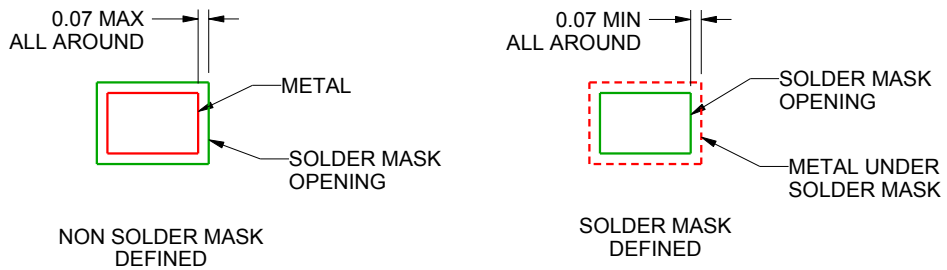 0.07 MAX
ALL AROUND
METAL
SOLDER MASK
OPENING
NON SOLDER MASK
DEFINED
0.07 MIN
ALL AROUND
SOLDER MASK
OPENING
METAL UNDER
SOLDER MASK
SOLDER MASK
DEFINED